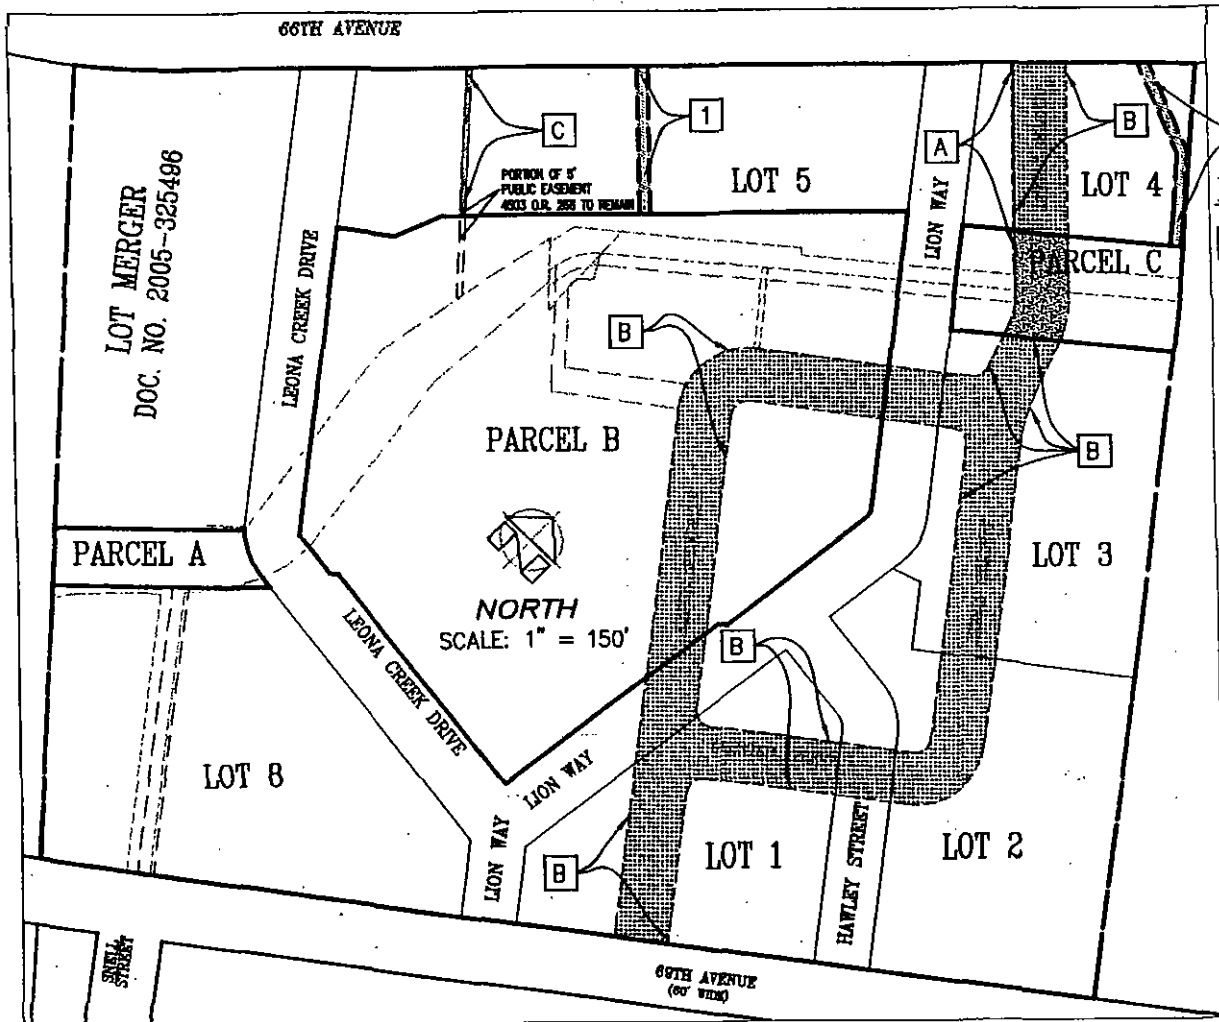 66TH AVENUE
C
1
PORTION OF 5'
PUBLIC EASEMENT
4503 O.R. 268 TO REMAIN
LOT 5
A
B
LOT 4
LION WAY
PARCEL C
LOT MERGER
DOC. NO. 2005-325496
LEONA CREEK DRIVE
B
PARCEL B
B
PARCEL A
LOT 3
NORTH
SCALE: 1" = 150'
LEONA CREEK DRIVE
B
LOT 8
LION WAY
LION WAY
B
LOT 1
HAWLEY STREET
LOT 2
SNELL
STREET
69TH AVENUE
(60' WIDE)